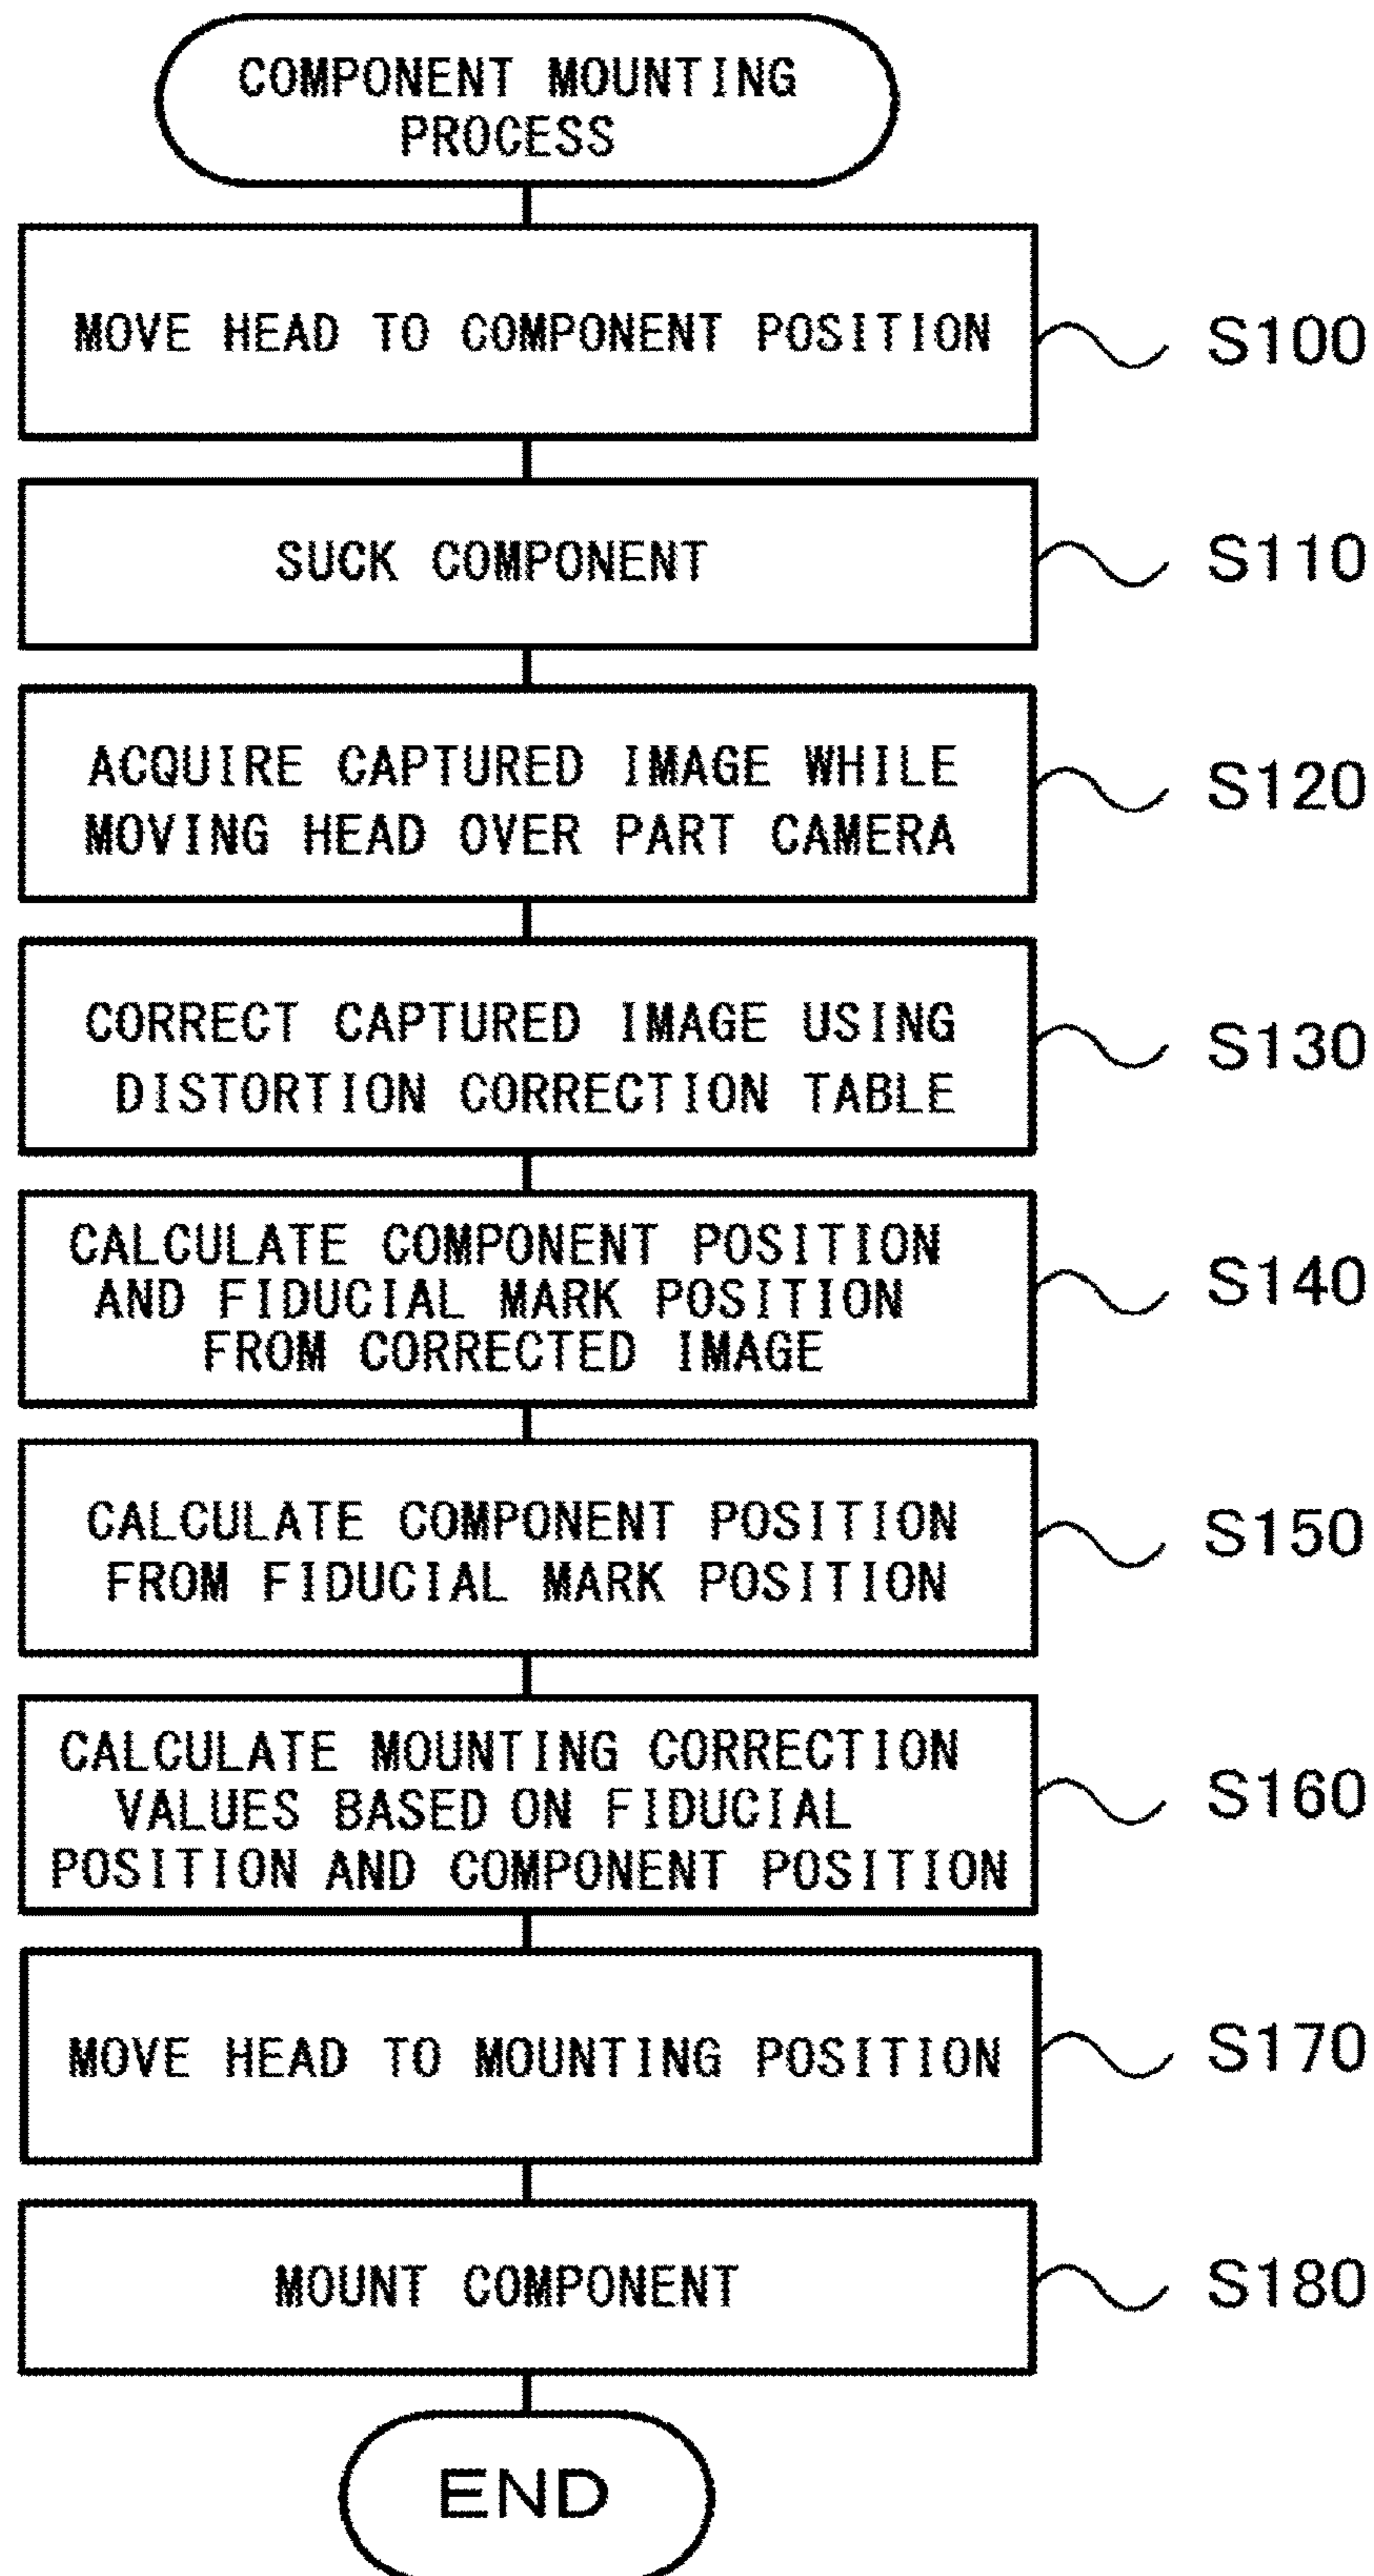 COMPONENT MOUNTING
PROCESS
MOVE HEAD TO COMPONENT POSITION
S100
SUCK COMPONENT
S110
ACQUIRE CAPTURED IMAGE WHILE
MOVING HEAD OVER PART CAMERA
S120
CORRECT CAPTURED IMAGE USING
DISTORTION CORRECTION TABLE
S130
CALCULATE COMPONENT POSITION
AND FIDUCIAL MARK POSITION
FROM CORRECTED IMAGE
S140
CALCULATE COMPONENT POSITION
FROM FIDUCIAL MARK POSITION
S150
CALCULATE MOUNTING CORRECTION
VALUES BASED ON FIDUCIAL
POSITION AND COMPONENT POSITION
S160
MOVE HEAD TO MOUNTING POSITION
S170
MOUNT COMPONENT
S180
END